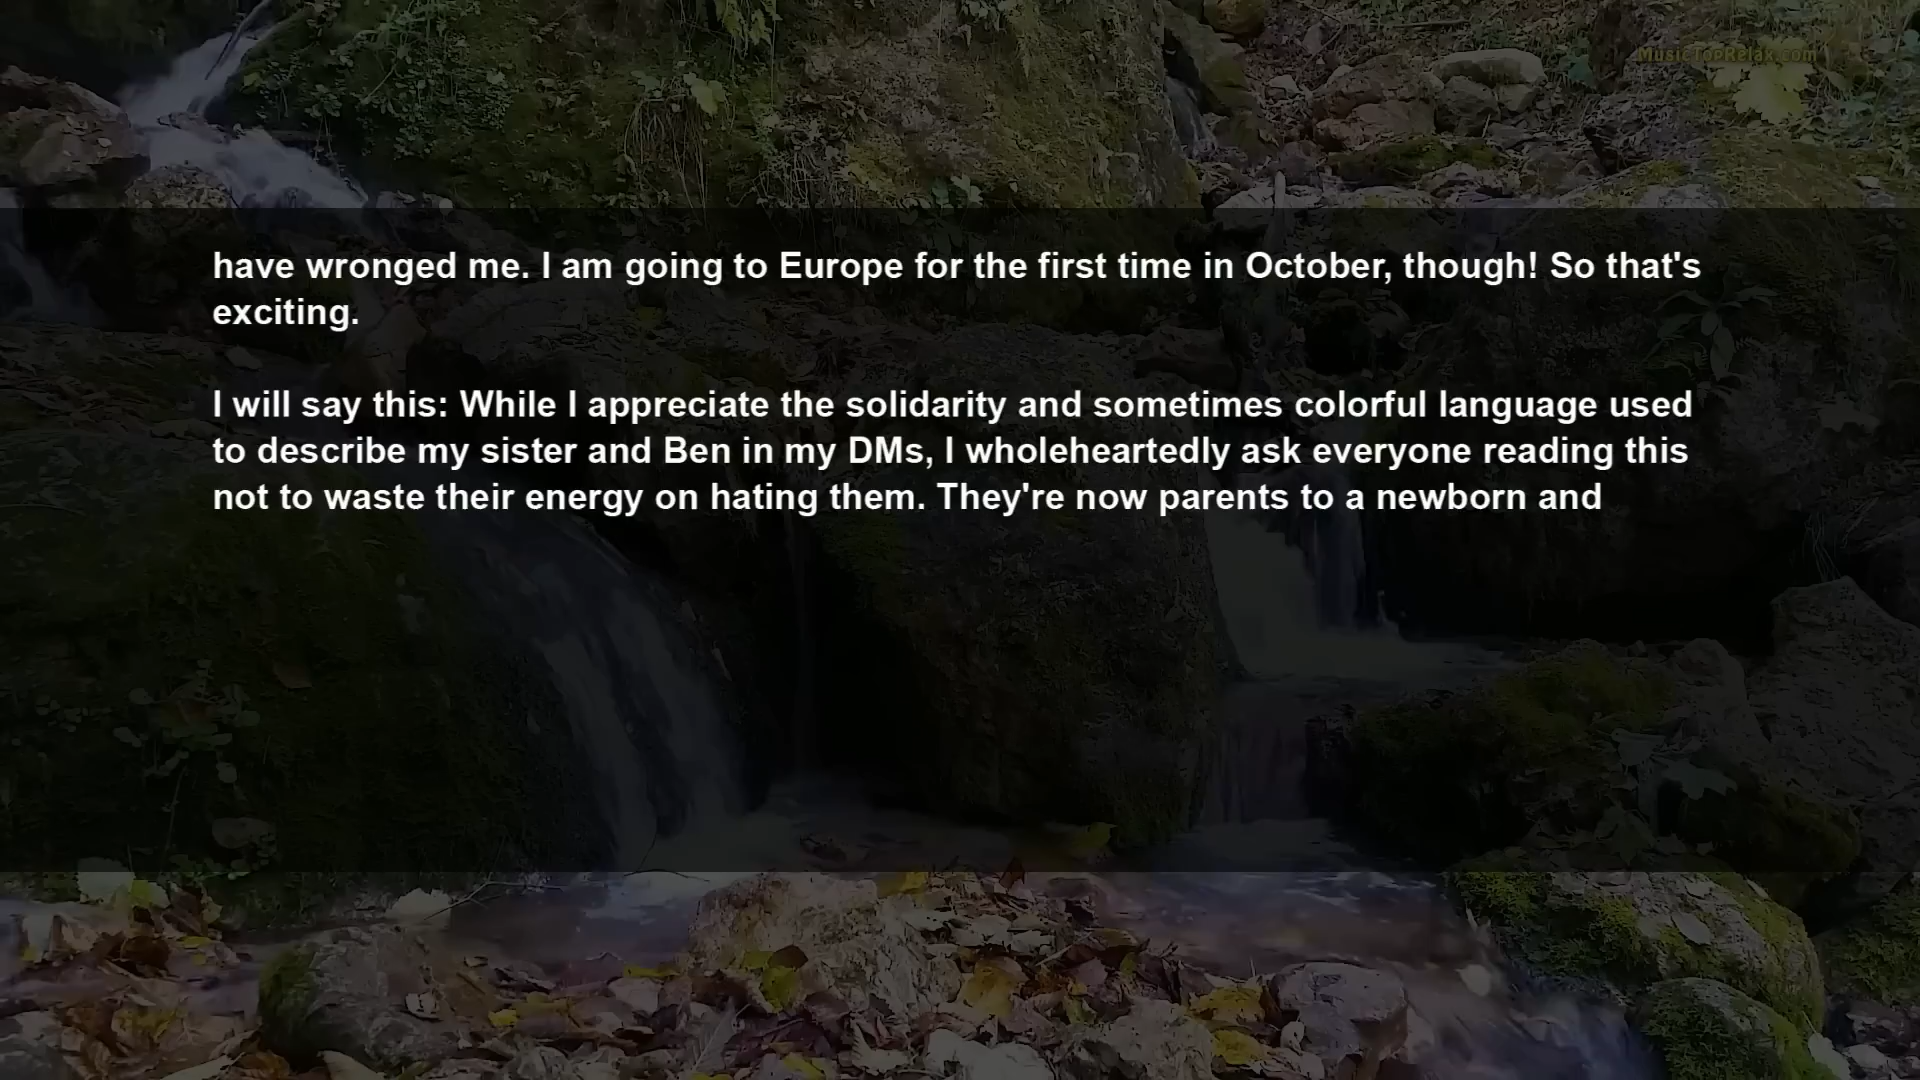 MusicTopRelax.com
have wronged me. I am going to Europe for the first time in October, though! So that's
exciting.
I will say this: While I appreciate the solidarity and sometimes colorful language used
to describe my sister and Ben in my DMs, I wholeheartedly ask everyone reading this
not to waste their energy on hating them. They're now parents to a newborn and